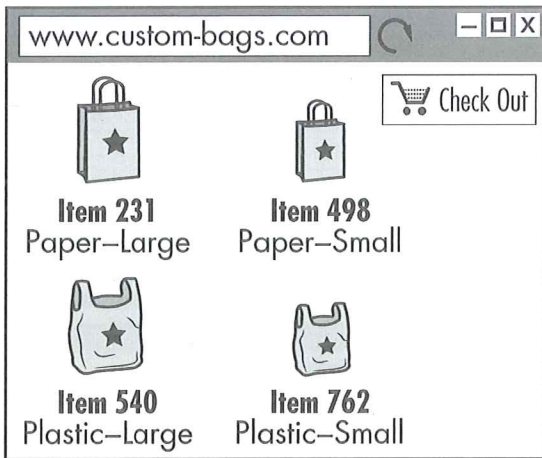 www.custom-bags.com
Check Out
Item 231
Paper–Large
Item 498
Paper–Small
Item 540
Plastic–Large
Item 762
Plastic–Small